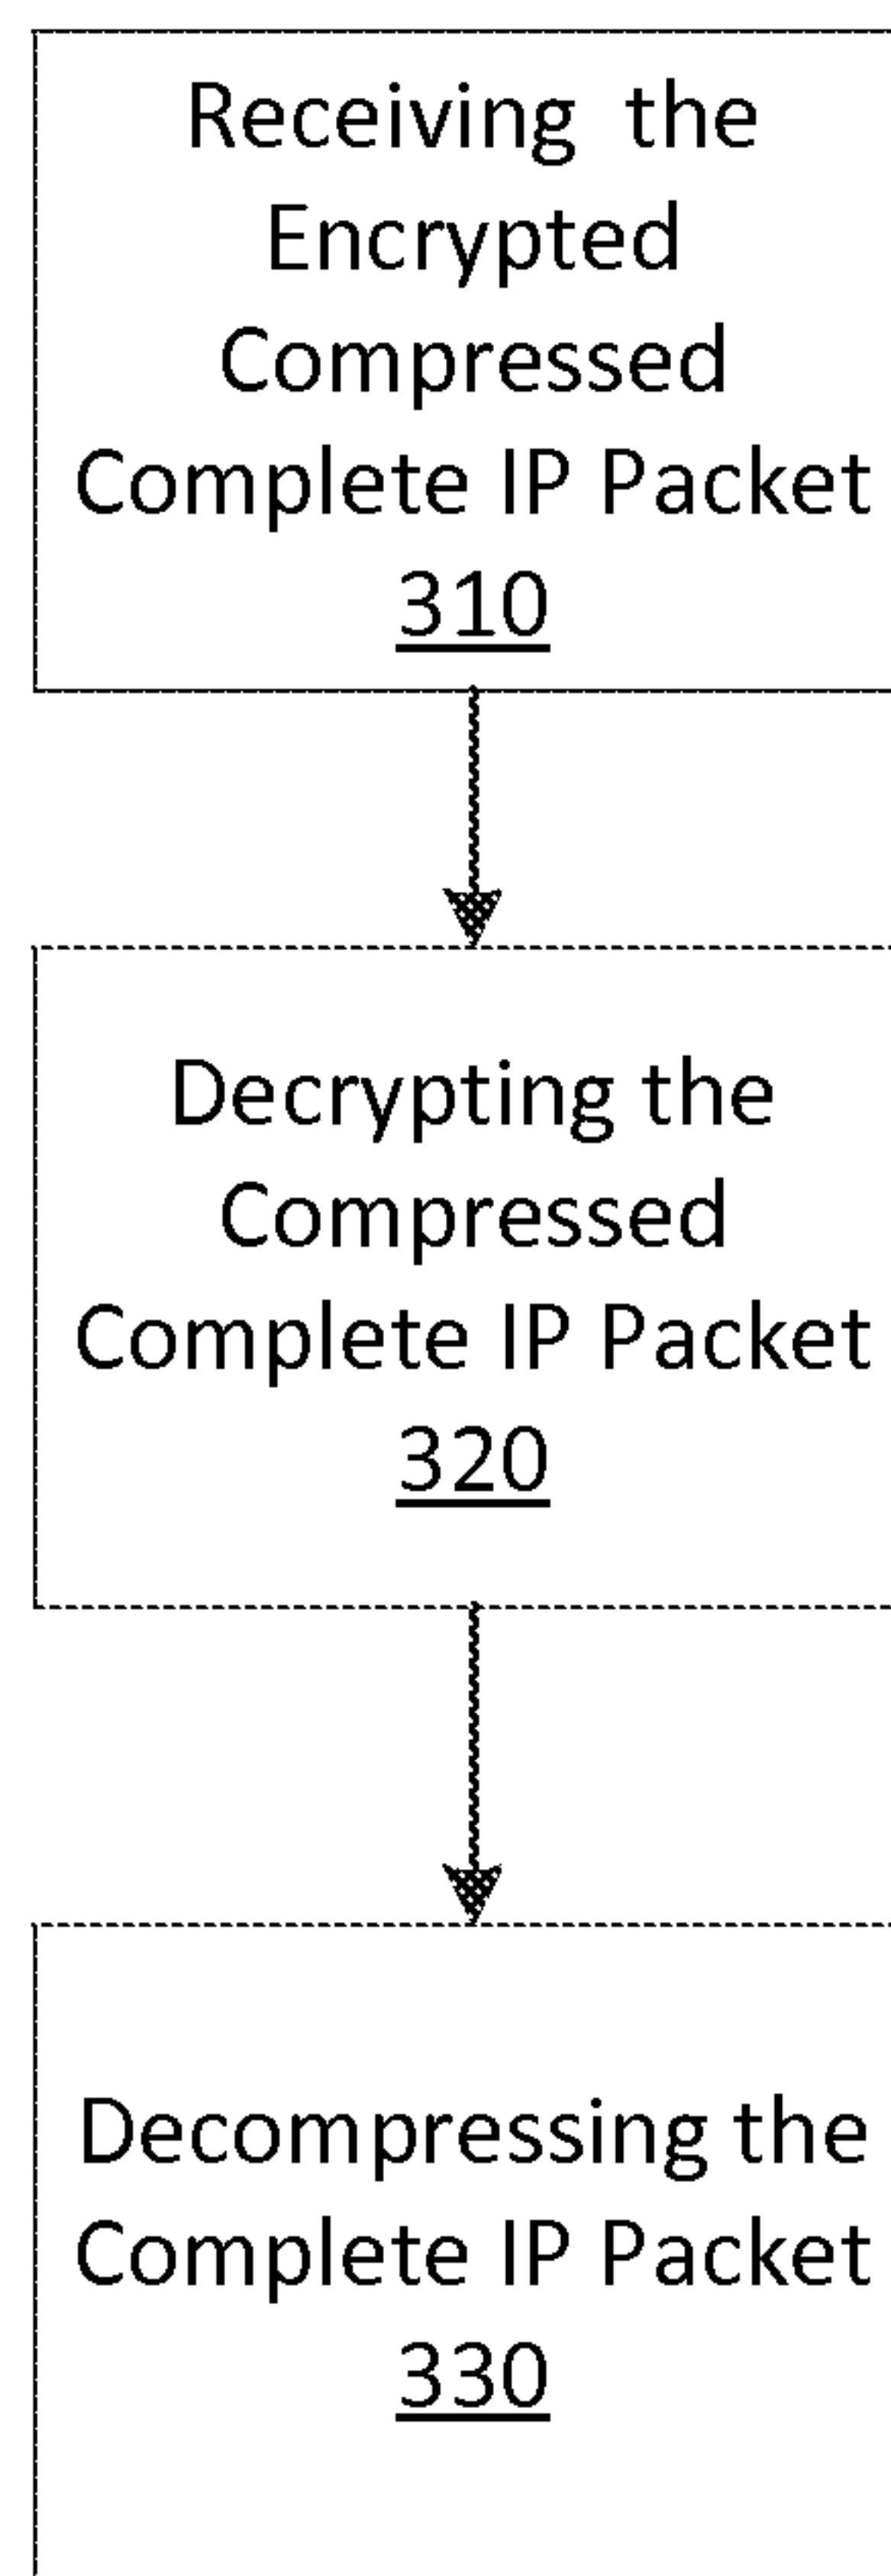 Receiving the
Encrypted
Compressed
Complete IP Packet
310
Decrypting the
Compressed
Complete IP Packet
320
Decompressing the
Complete IP Packet
330